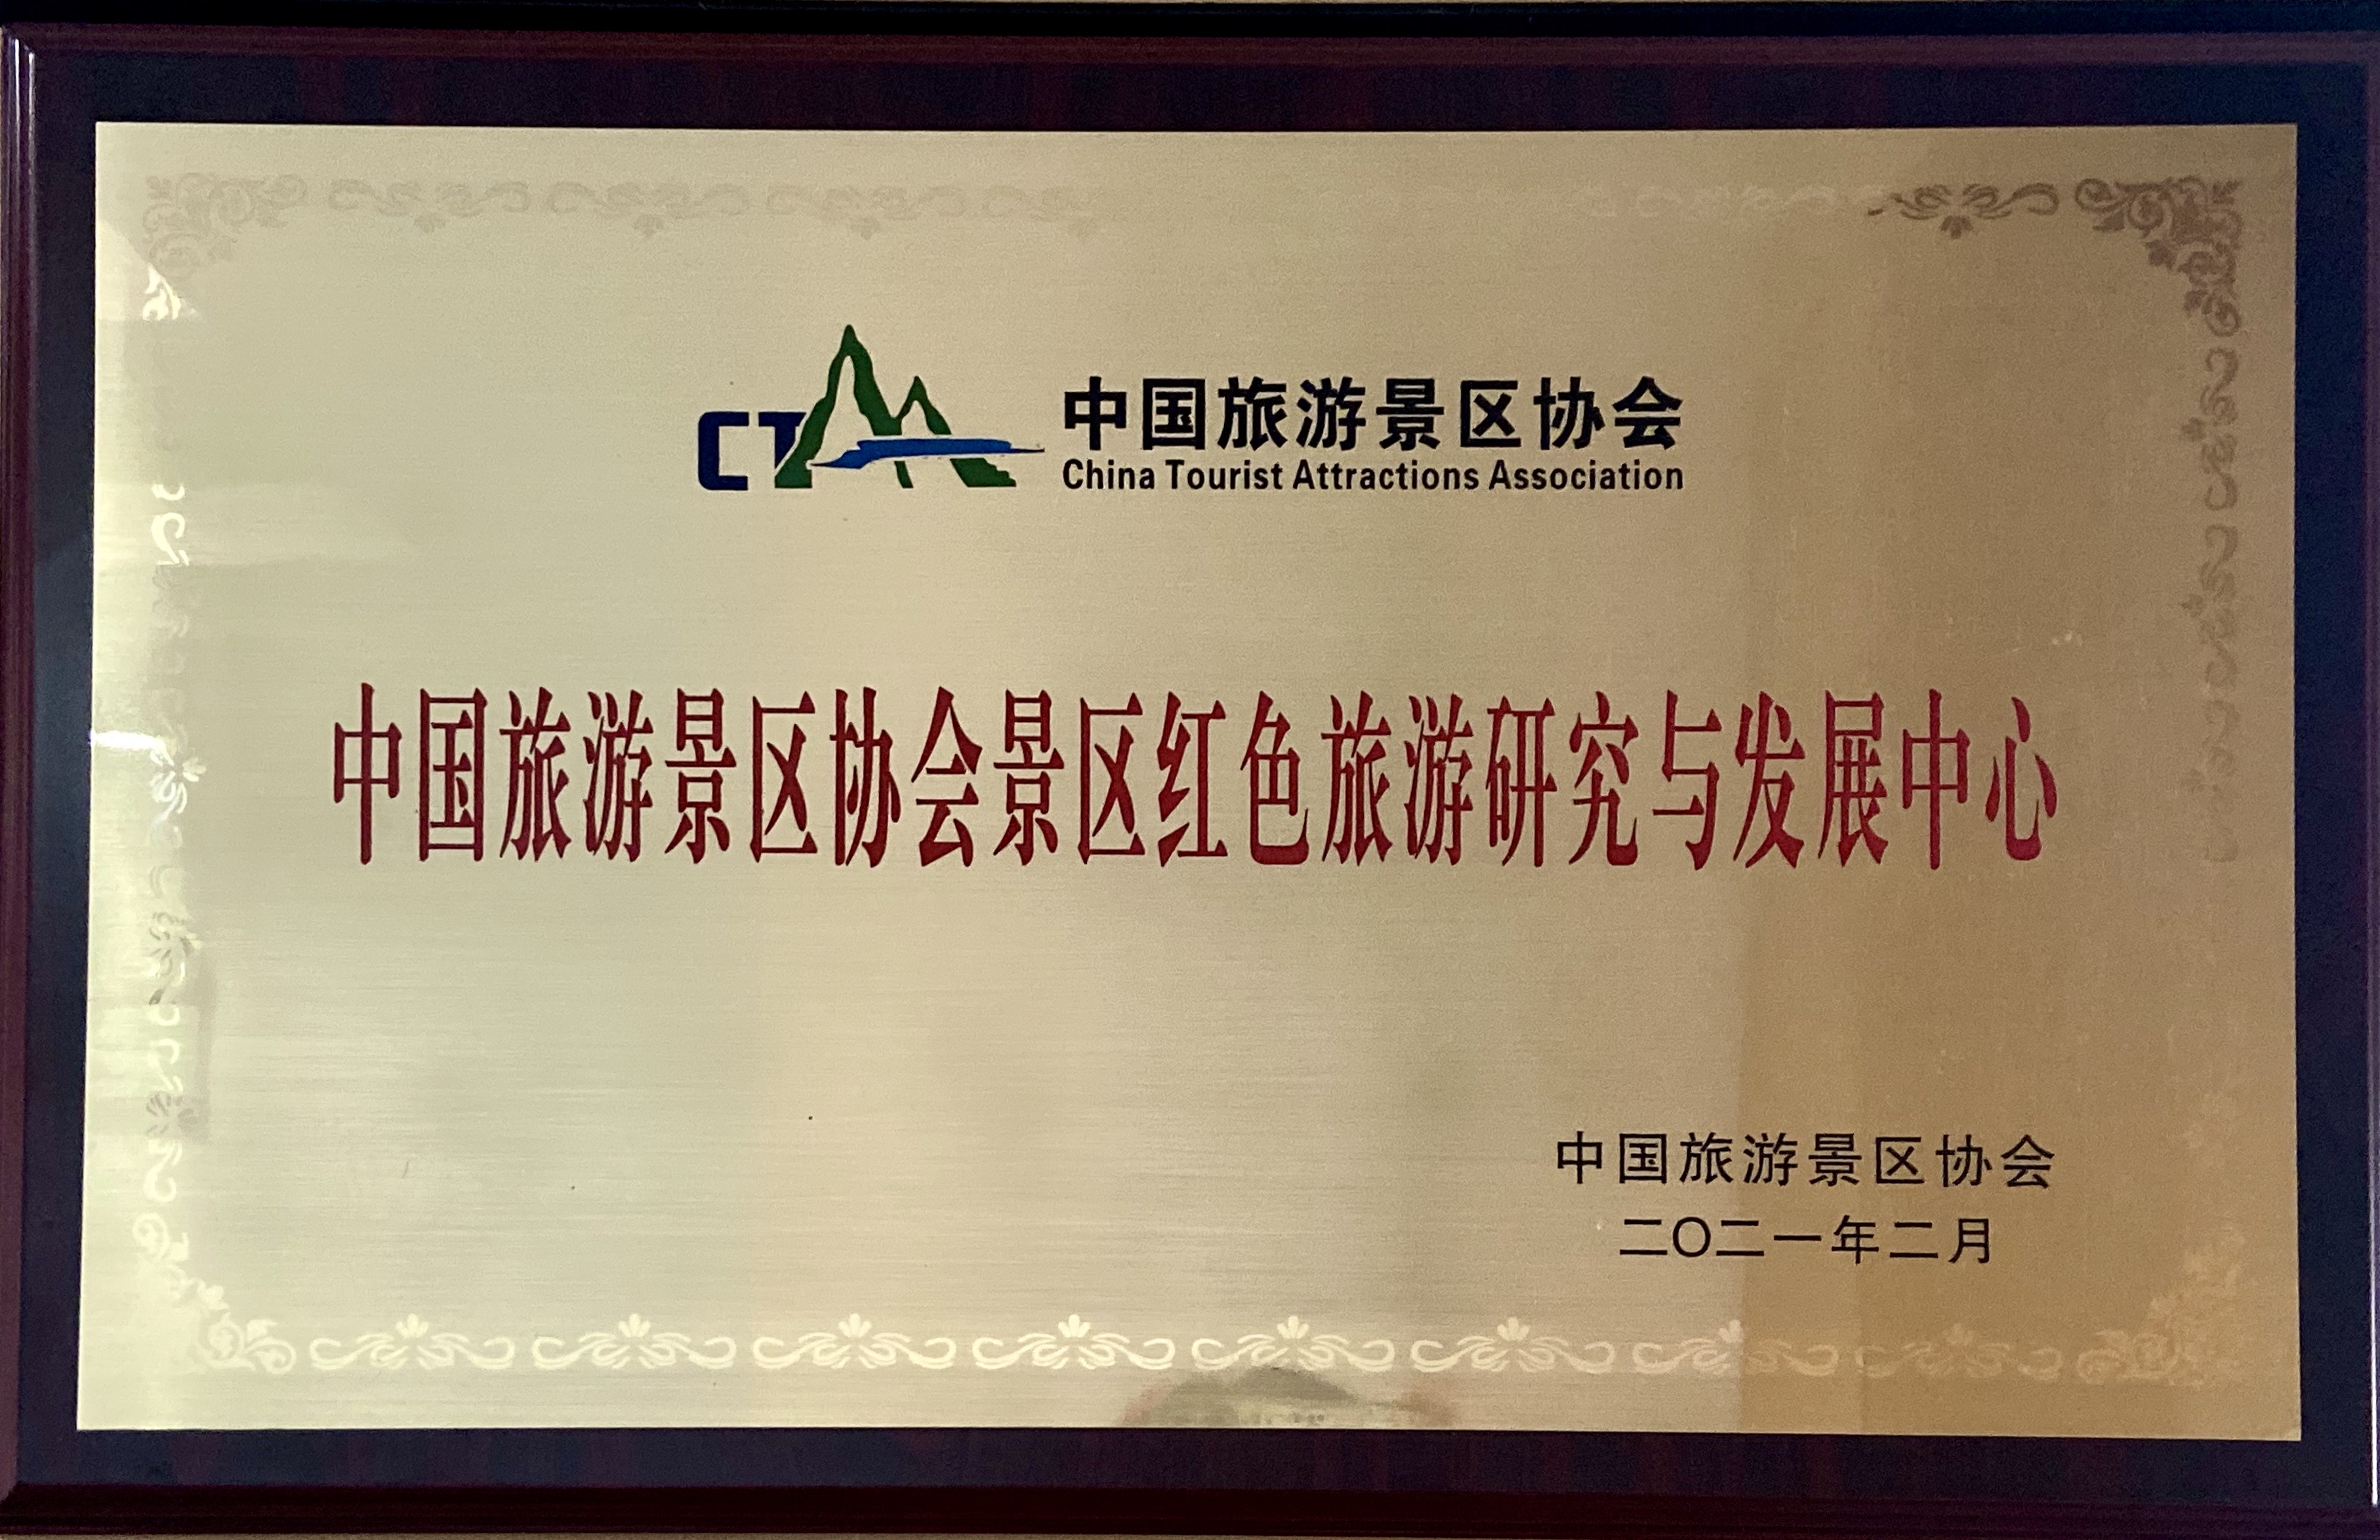 CTA 中国旅游景区协会
China Tourist Attractions Association
中国旅游景区协会景区红色旅游研究与发展中心
中国旅游景区协会
二〇二一年二月